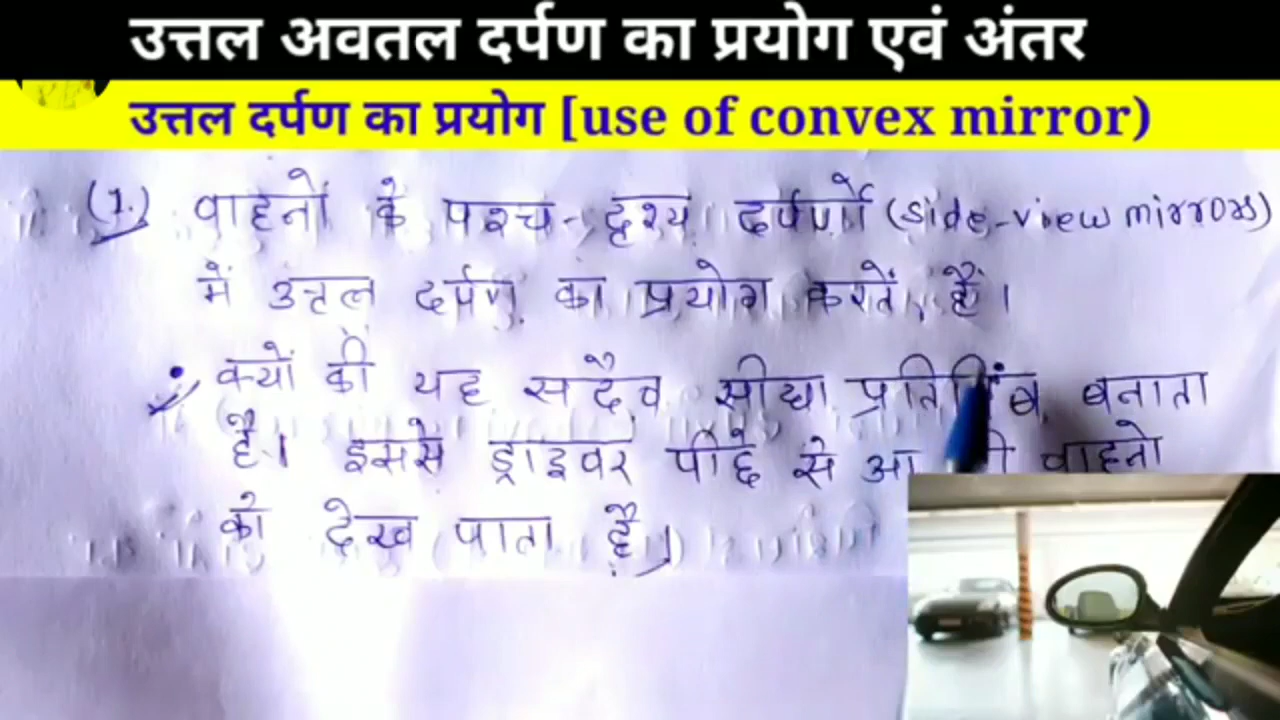 उत्तल अवतल दर्पण का प्रयोग एवं अंतर
उत्तल दर्पण का प्रयोग [use of convex mirror)
(1.) वाहनों के पश्च-दृश्य दर्पणों (side-view mirrors)
में उत्तल दर्पण का प्रयोग करतें हैं।
क्यों की यह सदैव सीधा प्रतिबिंब बनाता
है। इससे ड्राइवर पीछे से आ वाहनो
को देख पाता है।